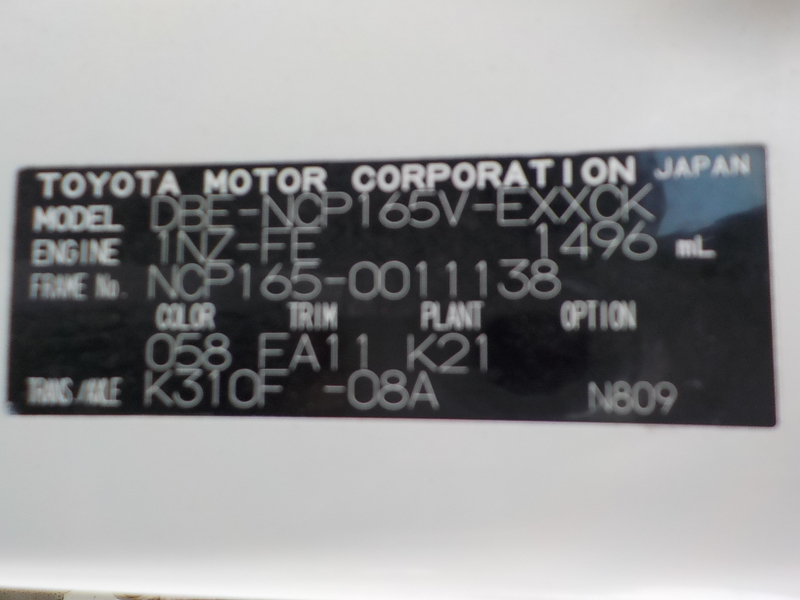 TOYOTA MOTOR CORPORATION JAPAN
MODEL DBE-NCP165V-EXXCK
ENGINE 1NZ-FE 1496 mL
FRAME No. NCP165-0011138
COLOR TRIM PLANT OPTION
058 FA11 K21
TRANS/AXLE K310F -08A N809